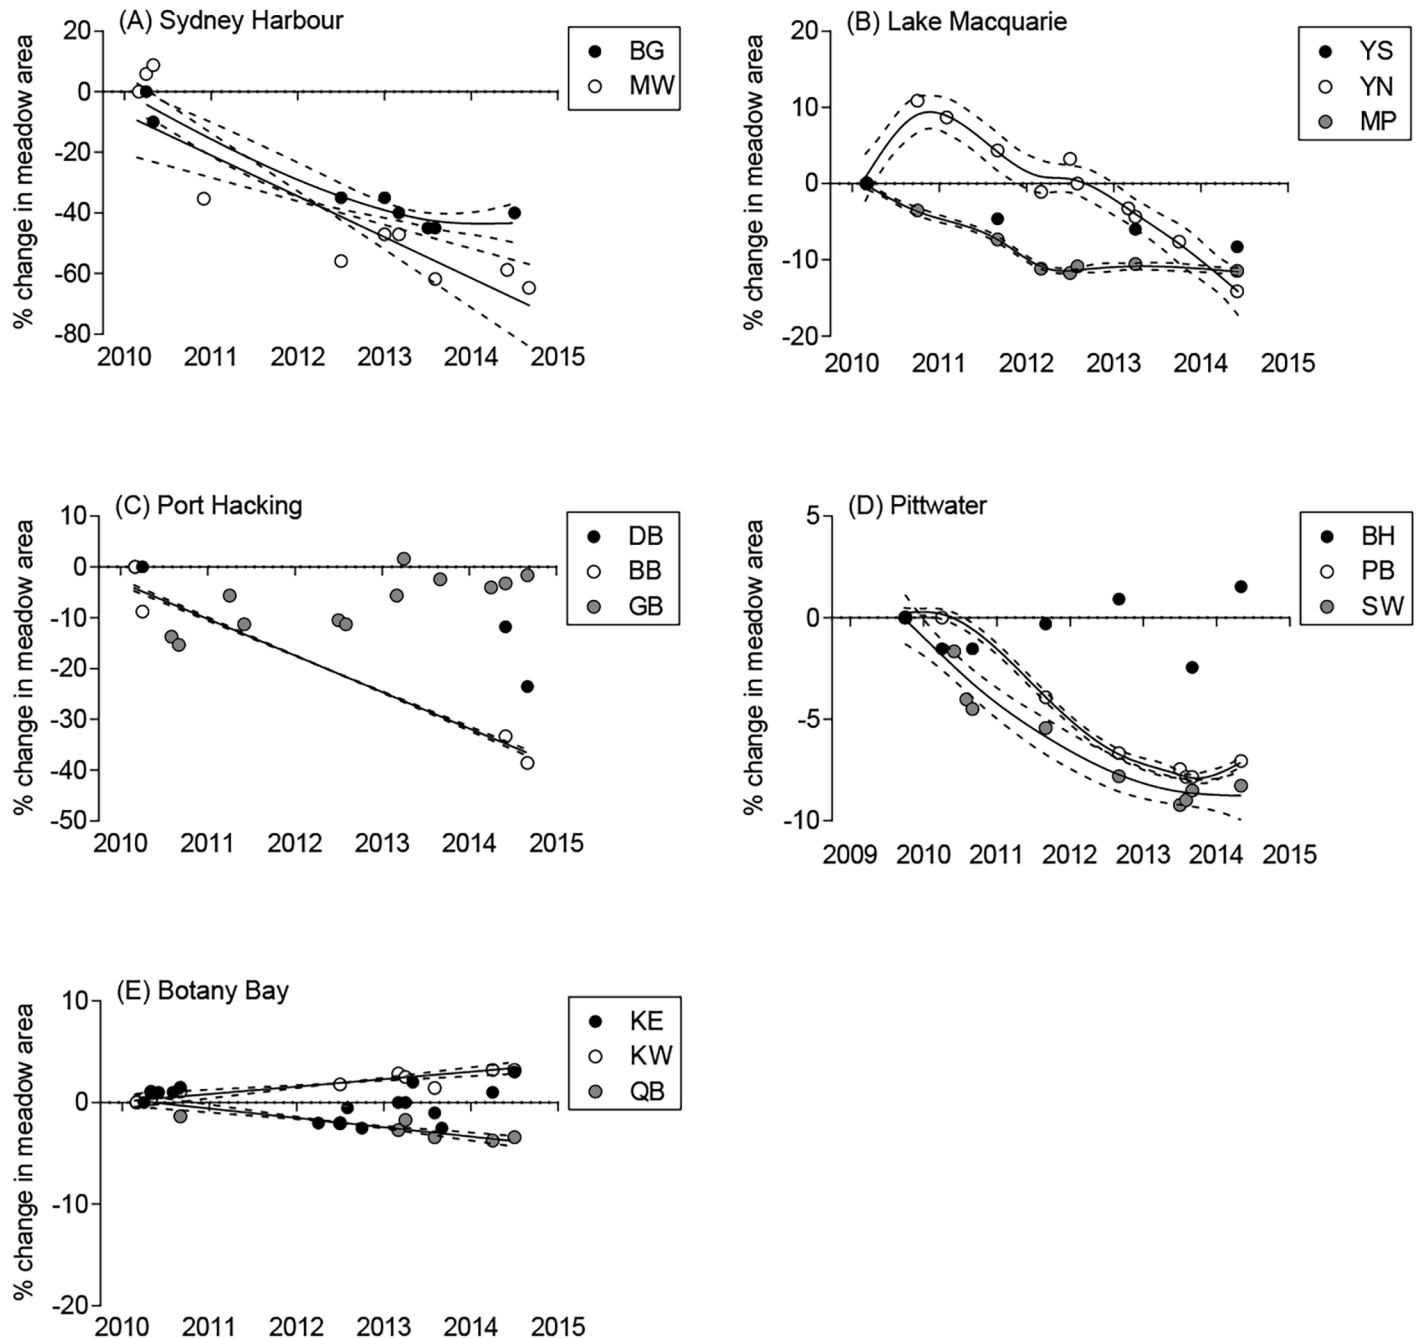 (A) Sydney Harbour
% change in meadow area
20
0
-20
-40
-60
-80
2010 2011 2012 2013 2014 2015
BG
MW
(B) Lake Macquarie
% change in meadow area
20
10
0
-10
-20
2010 2011 2012 2013 2014 2015
YS
YN
MP
(C) Port Hacking
% change in meadow area
10
0
-10
-20
-30
-40
-50
2010 2011 2012 2013 2014 2015
DB
BB
GB
(D) Pittwater
% change in meadow area
5
0
-5
-10
2009 2010 2011 2012 2013 2014 2015
BH
PB
SW
(E) Botany Bay
% change in meadow area
10
0
-10
-20
2010 2011 2012 2013 2014 2015
KE
KW
QB